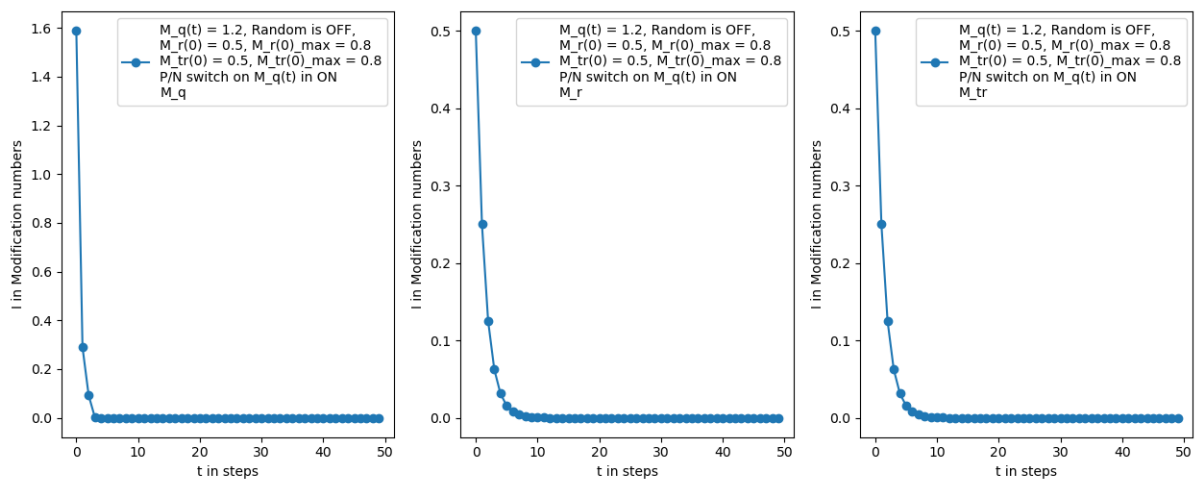 M_q(t) = 1.2, Random is OFF,
M_r(0) = 0.5, M_r(0)_max = 0.8
M_tr(0) = 0.5, M_tr(0)_max = 0.8
P/N switch on M_q(t) in ON
M_q
1.6
1.4
1.2
1.0
0.8
0.6
0.4
0.2
0.0
I in Modification numbers
0
10
20
30
40
50
t in steps
M_q(t) = 1.2, Random is OFF,
M_r(0) = 0.5, M_r(0)_max = 0.8
M_tr(0) = 0.5, M_tr(0)_max = 0.8
P/N switch on M_q(t) in ON
M_r
0.5
0.4
0.3
0.2
0.1
0.0
I in Modification numbers
0
10
20
30
40
50
t in steps
M_q(t) = 1.2, Random is OFF,
M_r(0) = 0.5, M_r(0)_max = 0.8
M_tr(0) = 0.5, M_tr(0)_max = 0.8
P/N switch on M_q(t) in ON
M_tr
0.5
0.4
0.3
0.2
0.1
0.0
I in Modification numbers
0
10
20
30
40
50
t in steps